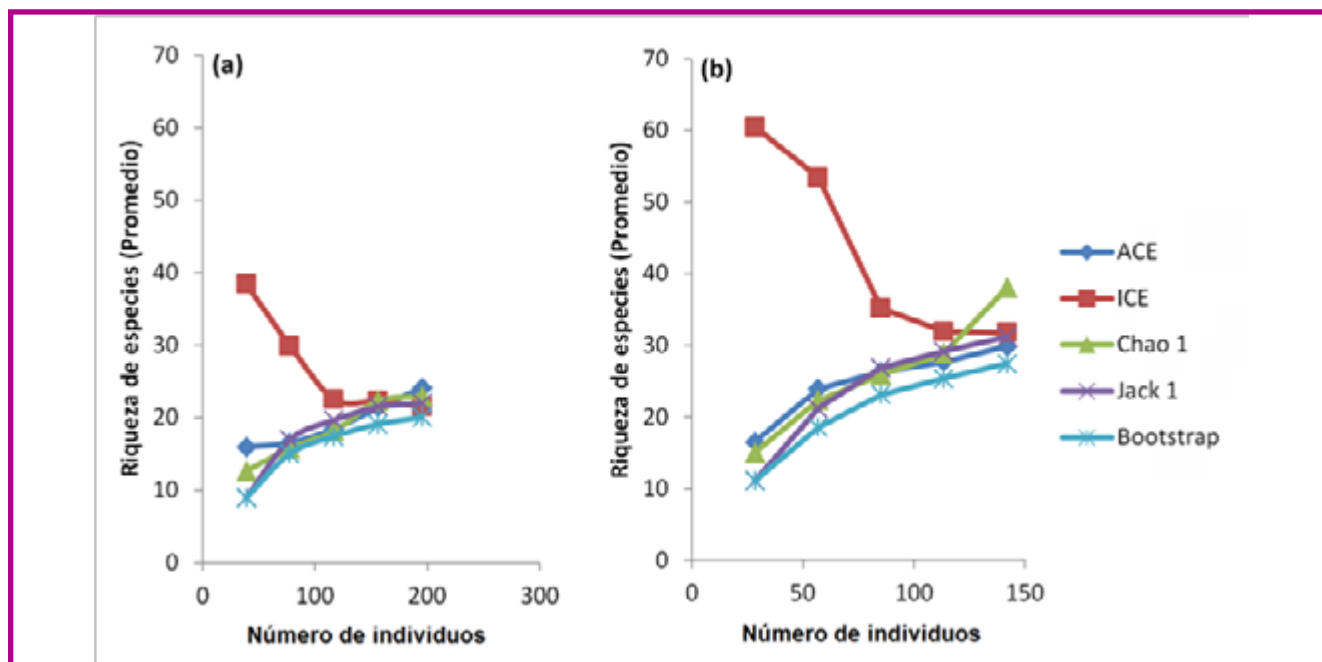 (a)
Riqueza de especies (Promedio)
70
60
50
40
30
20
10
0
0 100 200 300
Número de individuos
(b)
Riqueza de especies (Promedio)
70
60
50
40
30
20
10
0
0 50 100 150
Número de individuos
ACE
ICE
Chao 1
Jack 1
Bootstrap